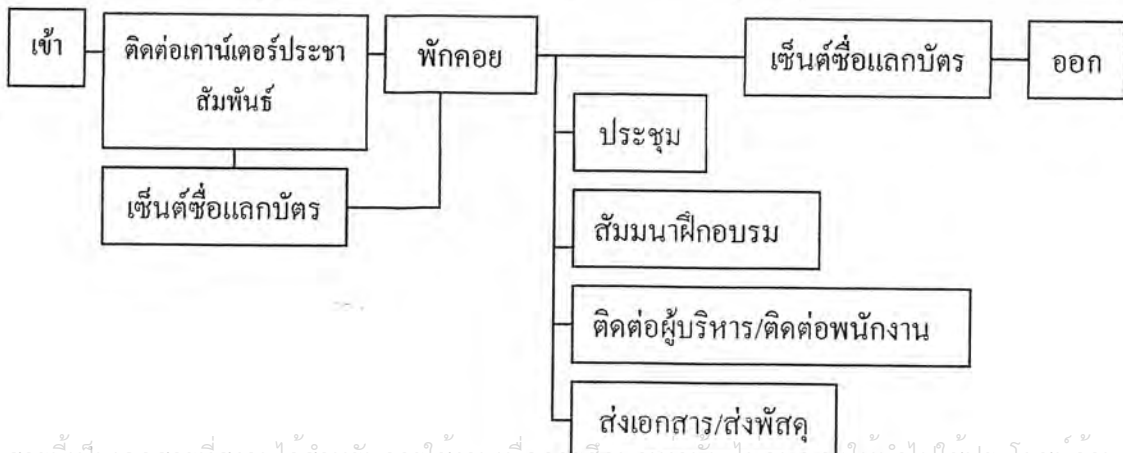 เข้า
ติดต่อเคาน์เตอร์ประชา
สัมพันธ์
พักคอย
เซ็นต์ชื่อแลกบัตร
ออก
เซ็นต์ชื่อแลกบัตร
ประชุม
สัมมนาฝึกอบรม
ติดต่อผู้บริหาร/ติดต่อพนักงาน
ส่งเอกสาร/ส่งพัสดุ